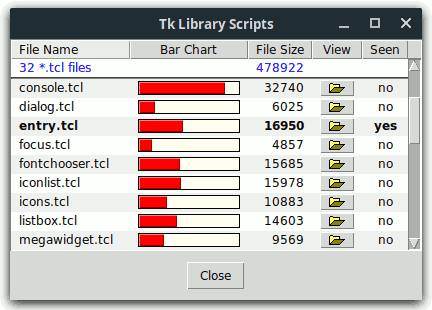 Tk Library Scripts
File Name Bar Chart File Size View Seen
32 *.tcl files 478922
console.tcl 32740 no
dialog.tcl 6025 no
entry.tcl 16950 yes
focus.tcl 4857 no
fontchooser.tcl 15685 no
iconlist.tcl 15978 no
icons.tcl 10883 no
listbox.tcl 14603 no
megawidget.tcl 9569 no
Close